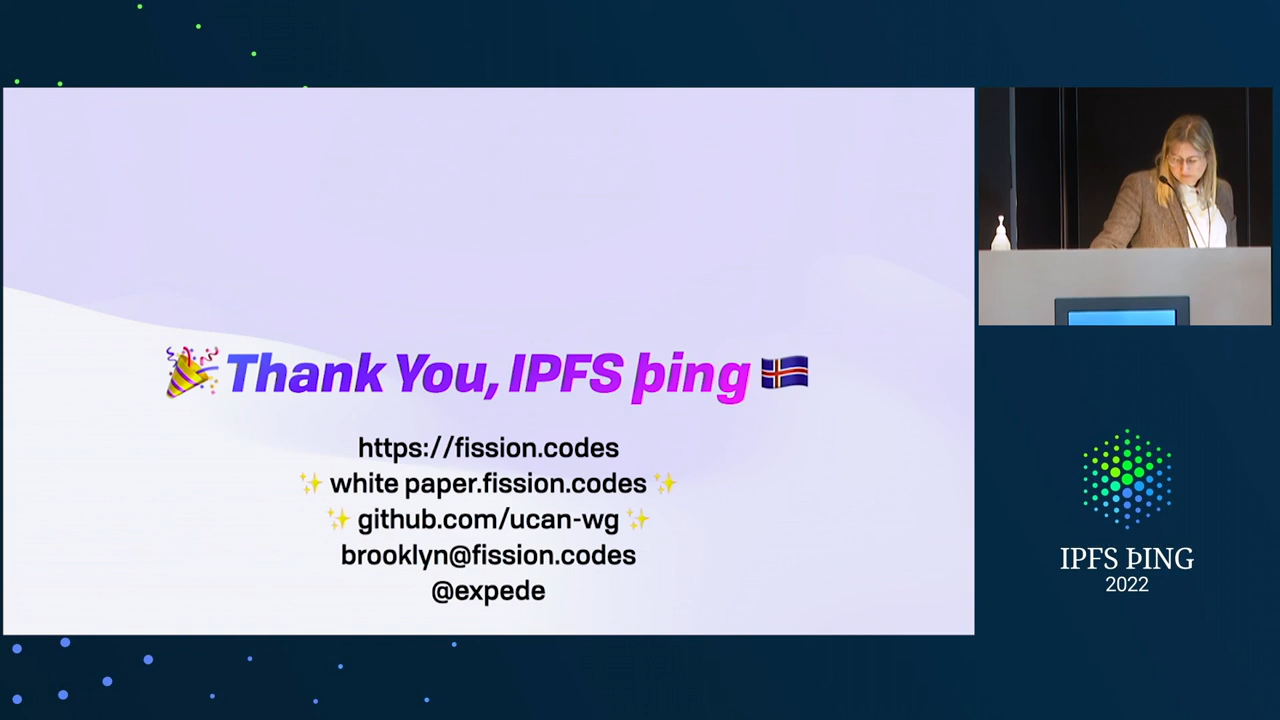 Thank You, IPFS þing
https://fission.codes
white paper.fission.codes
github.com/ucan-wg
brooklyn@fission.codes
@expede
IPFS ÞING
2022